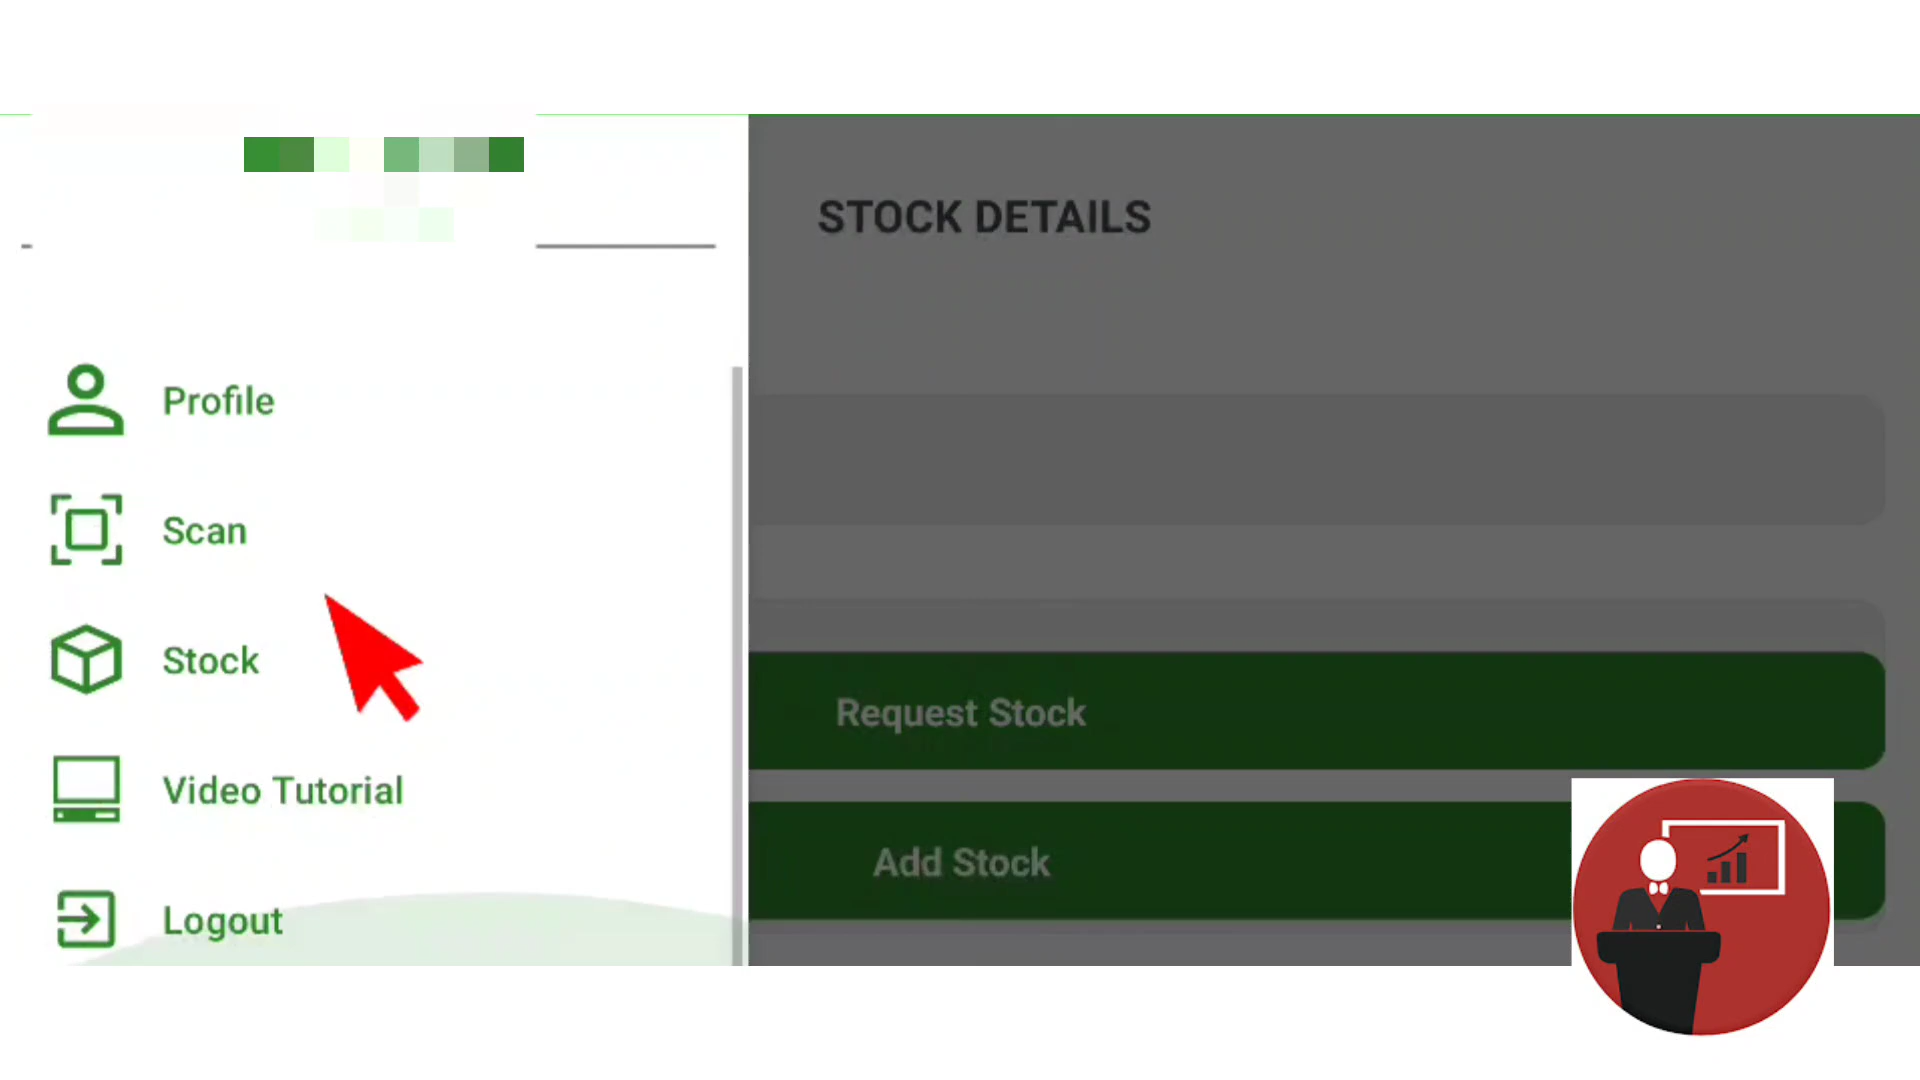 STOCK DETAILS
Profile
Scan
Stock
Video Tutorial
Logout
Request Stock
Add Stock